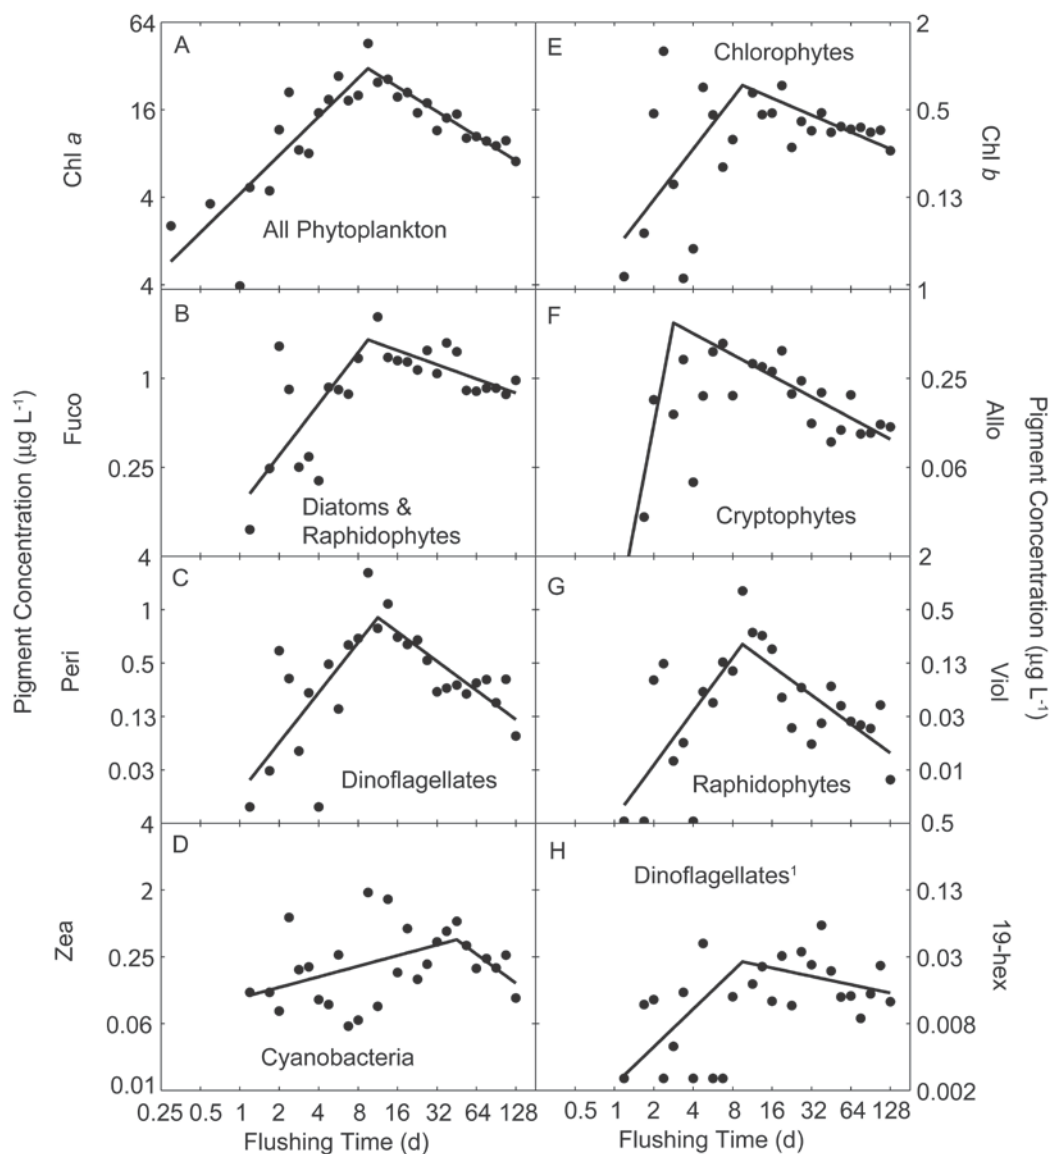 64
A
16
Chl a
4
All Phytoplankton
4
B
1
Fuco
0.25
Diatoms &
Raphidophytes
4
C
4
1
0.5
Peri
0.13
0.03
Dinoflagellates
4
D
2
Zea
0.25
0.06
Cyanobacteria
0.01
0.25 0.5 1 2 4 8 16 32 64 128
Flushing Time (d)
Pigment Concentration (µg L-1)
2
E
Chlorophytes
0.5
Chl b
0.13
1
F
0.25
Allo
0.06
Cryptophytes
2
G
0.5
0.13
Viol
0.03
0.01
Raphidophytes
0.5
H
Dinoflagellates1
0.13
19-hex
0.03
0.008
0.002
0.5 1 2 4 8 16 32 64 128
Flushing Time (d)
Pigment Concentration (µg L-1)